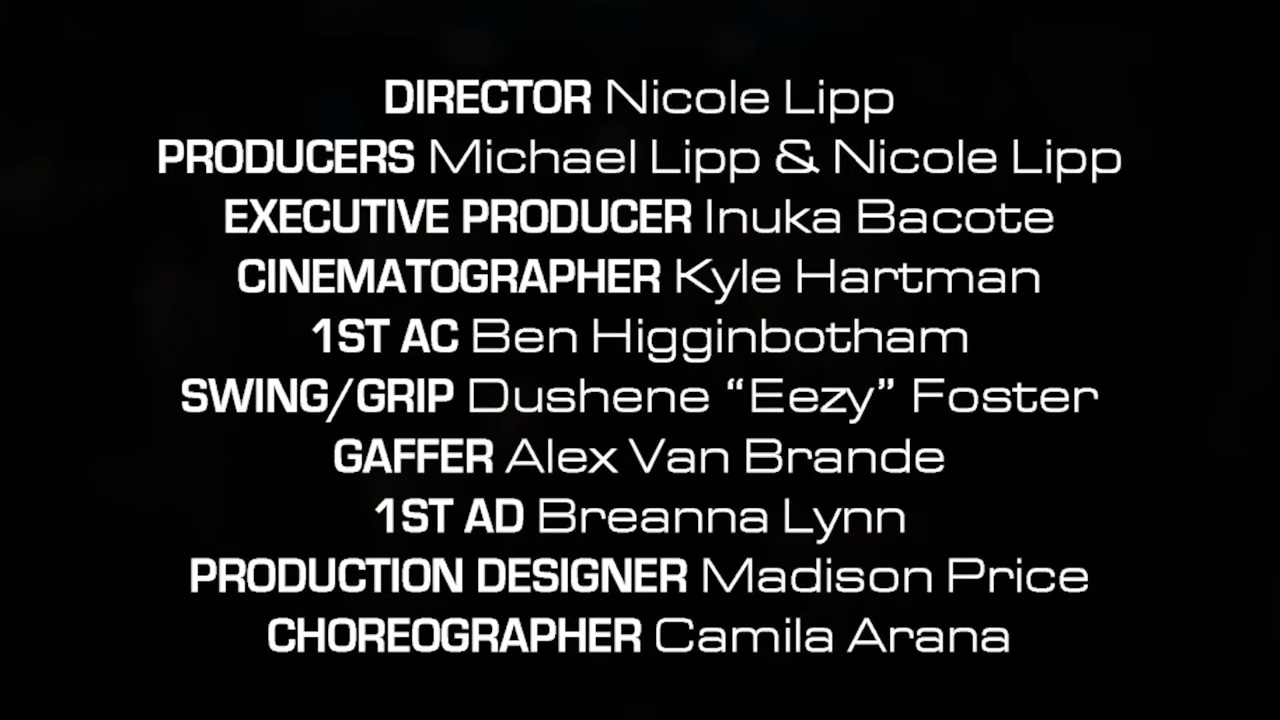 DIRECTOR Nicole Lipp
PRODUCERS Michael Lipp & Nicole Lipp
EXECUTIVE PRODUCER Inuka Bacote
CINEMATOGRAPHER Kyle Hartman
1ST AC Ben Higginbotham
SWING/GRIP Dushene “Eezy” Foster
GAFFER Alex Van Brande
1ST AD Breanna Lynn
PRODUCTION DESIGNER Madison Price
CHOREOGRAPHER Camila Arana